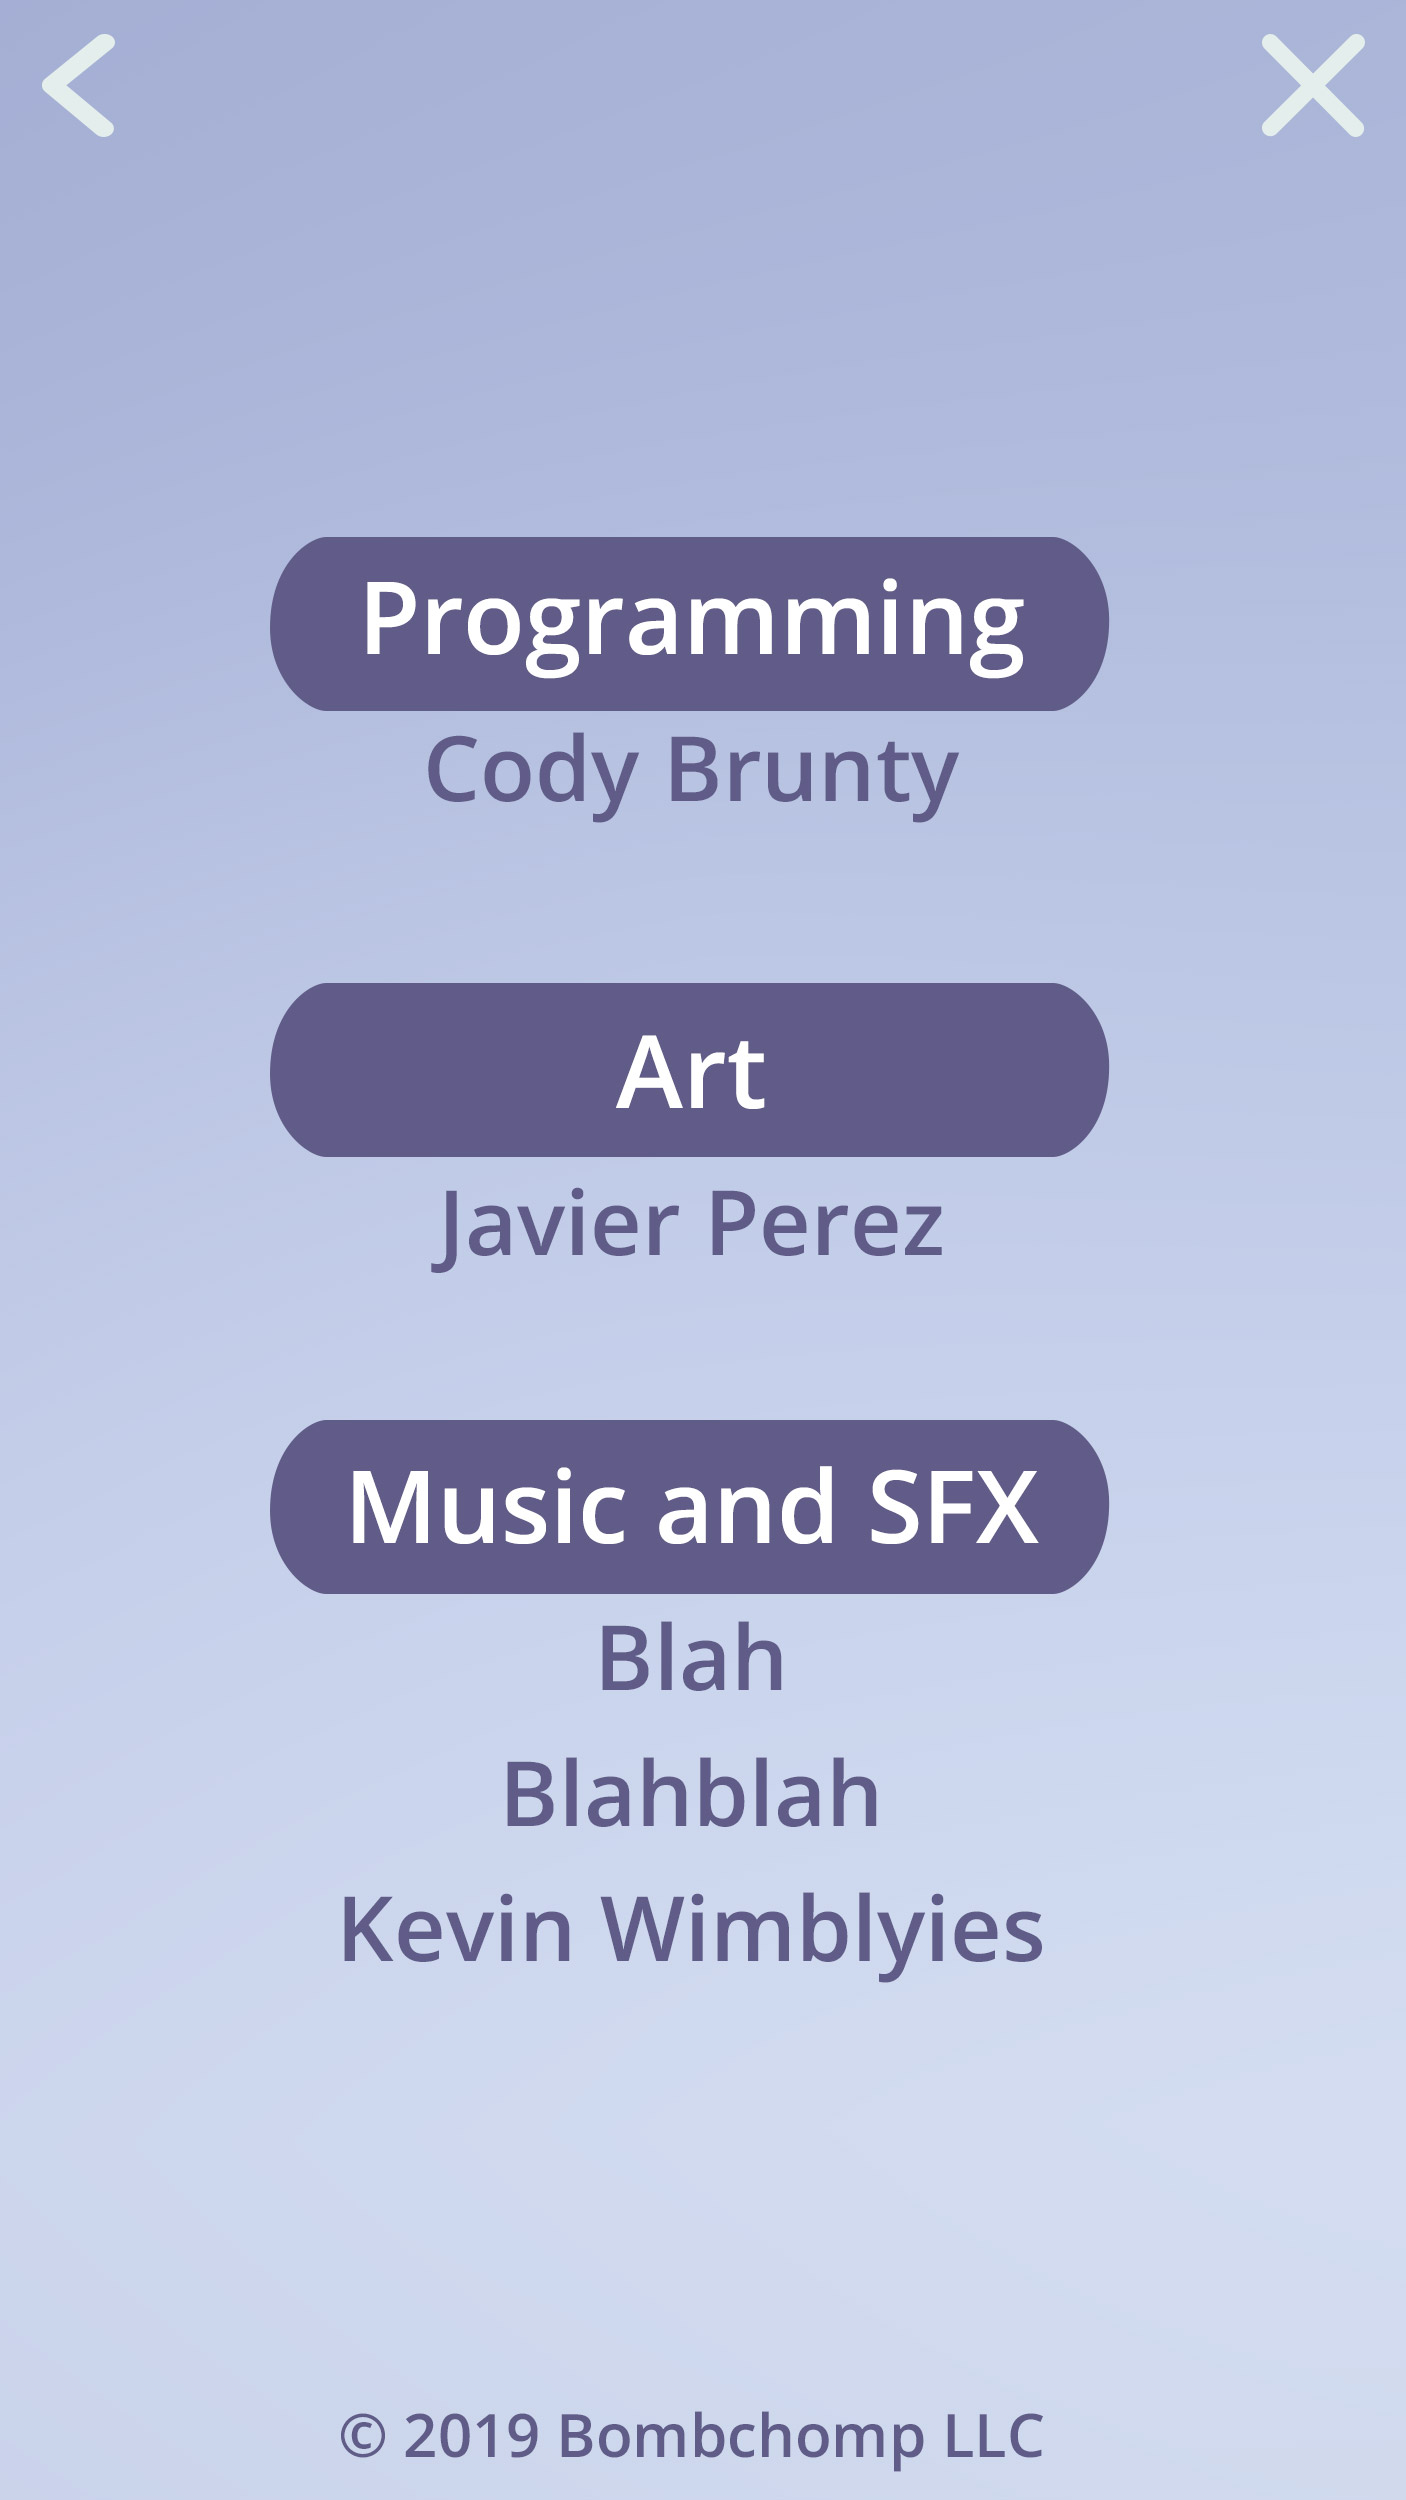 Programming
Cody Brunty
Art
Javier Perez
Music and SFX
Blah
Blahblah
Kevin Wimblyies
© 2019 Bombchomp LLC